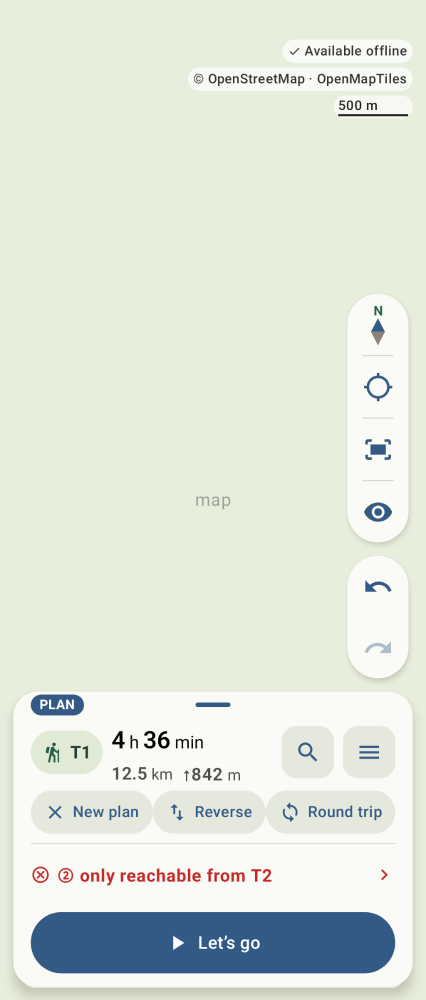 Available offline
© OpenStreetMap · OpenMapTiles
500 m
N
map
PLAN
T1
4 h 36 min
12.5 km ↑842 m
New plan
Reverse
Round trip
② only reachable from T2
Let's go